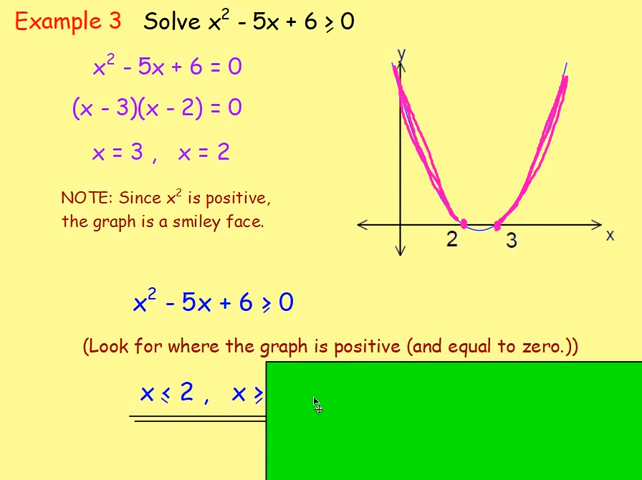 Example 3 Solve x² - 5x + 6 ⩾ 0
x² - 5x + 6 = 0
(x - 3)(x - 2) = 0
x = 3 , x = 2
NOTE: Since x² is positive,
the graph is a smiley face.
y
x
2
3
x² - 5x + 6 ⩾ 0
(Look for where the graph is positive (and equal to zero.))
x ⩽ 2 , x ⩾